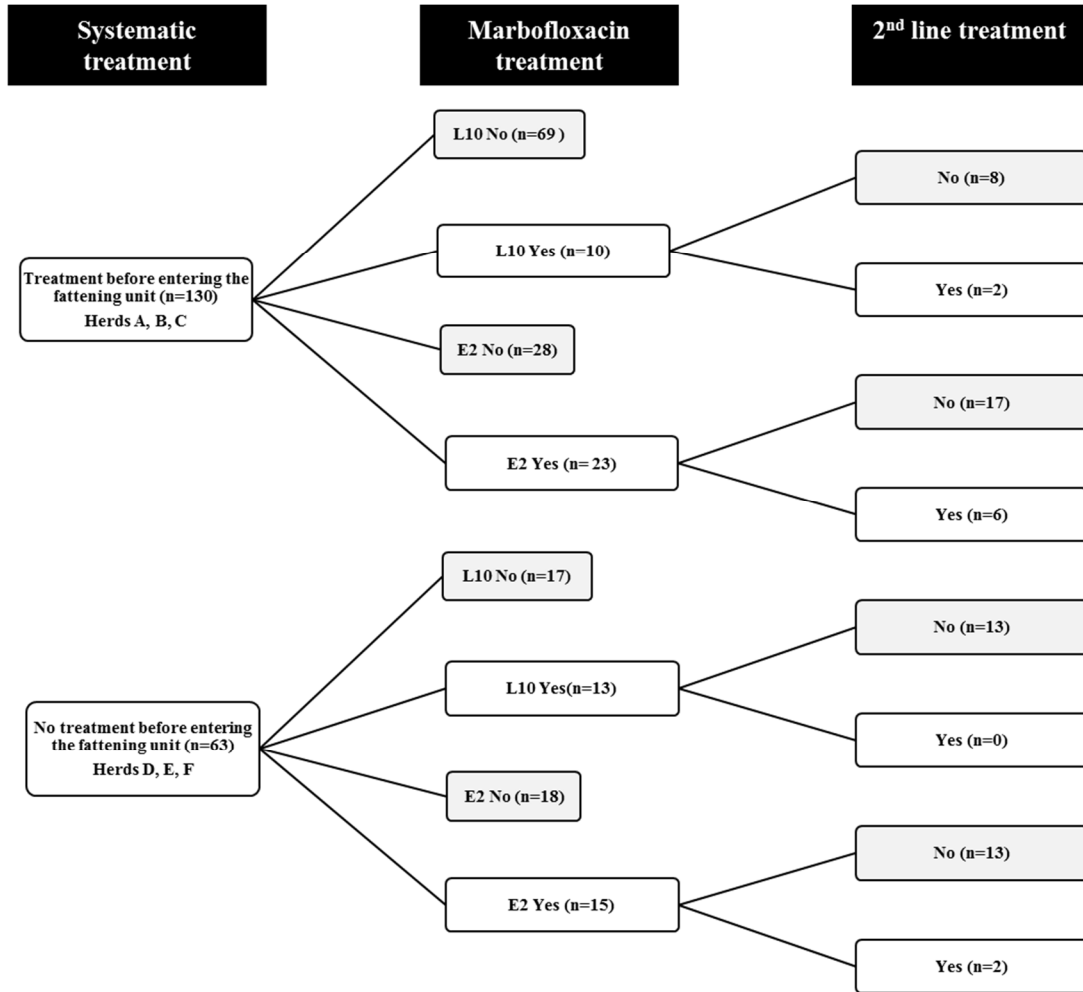 Systematic
treatment
Marbofloxacin
treatment
2nd line treatment
L10 No (n=69 )
No (n=8)
L10 Yes (n=10)
Yes (n=2)
Treatment before entering the
fattening unit (n=130)
Herds A, B, C
E2 No (n=28)
No (n=17)
E2 Yes (n= 23)
Yes (n=6)
L10 No (n=17)
No (n=13)
L10 Yes(n=13)
Yes (n=0)
No treatment before entering
the fattening unit (n=63)
Herds D, E, F
E2 No (n=18)
No (n=13)
E2 Yes (n=15)
Yes (n=2)